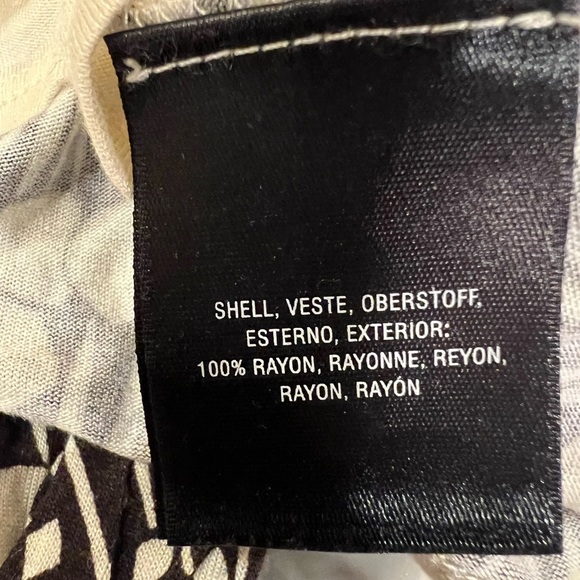 SHELL, VESTE, OBERSTOFF,
ESTERNO, EXTERIOR:
100% RAYON, RAYONNE, REYON,
RAYON, RAYÓN